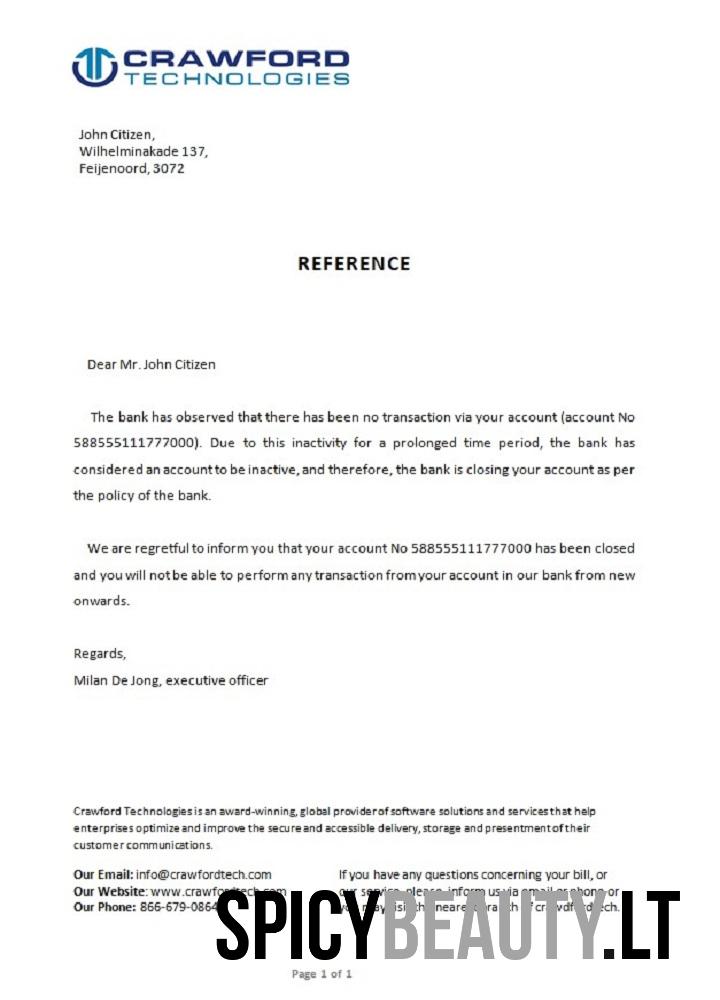 CRAWFORD
TECHNOLOGIES
John Citizen,
Wilhelminakade 137,
Feijenoord, 3072
REFERENCE
Dear Mr. John Citizen
The bank has observed that there has been no transaction via your account (account No
588555111777000). Due to this inactivity for a prolonged time period, the bank has
considered an account to be inactive, and therefore, the bank is closing your account as per
the policy of the bank.
We are regretful to inform you that your account No 588555111777000 has been closed
and you will not be able to perform any transaction from your account in our bank from new
onwards.
Regards,
Milan De Jong, executive officer
Crawford Technologies is an award-winning, global provider of software solutions and services that help
enterprises optimize and improve the secure and accessible delivery, storage and presentment of their
customer communications.
Our Email: info@crawfordtech.com
Our Website: www.crawfordtech.com
Our Phone: 866-679-0864
If you have any questions concerning your bill, or
our service, please, inform us via email or phone or
you may visit the nearest branch of crawdfordtech.
SPICYBEAUTY.LT
Page 1 of 1